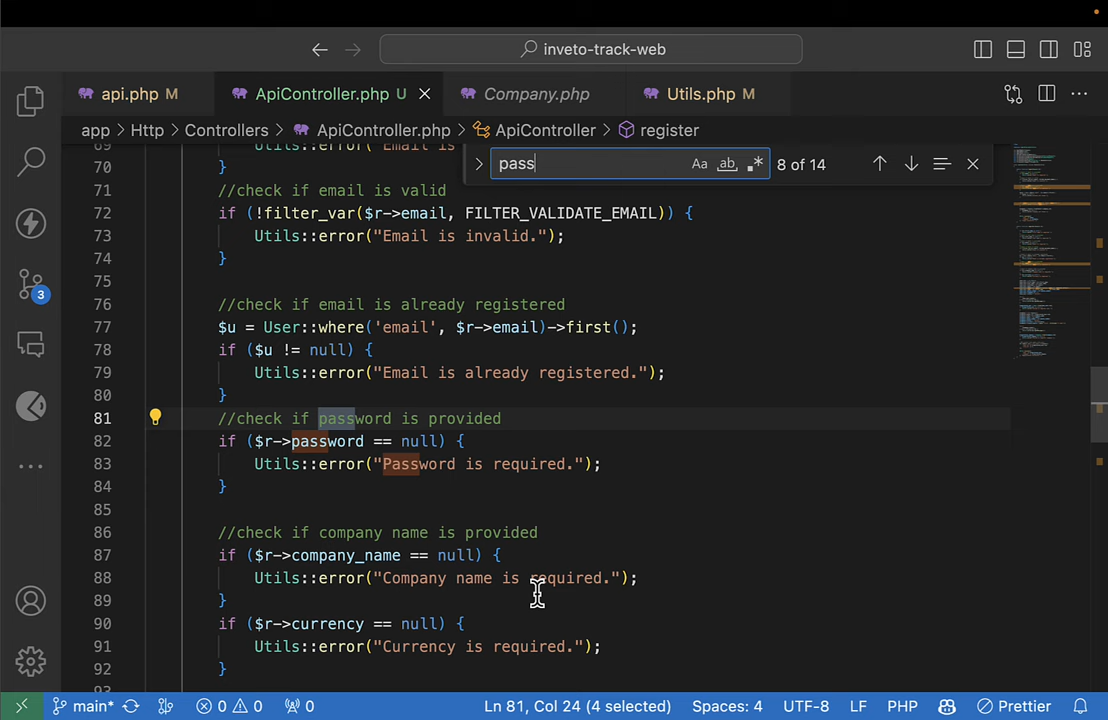 inveto-track-web
api.php M
ApiController.php U
Company.php
Utils.php M
app > Http > Controllers > ApiController.php > ApiController > register
pass
Aa ab .* 8 of 14
69 "Email is
70 }
71 //check if email is valid
72 if (!filter_var($r->email, FILTER_VALIDATE_EMAIL)) {
73 Utils::error("Email is invalid.");
74 }
75
76 //check if email is already registered
77 $u = User::where('email', $r->email)->first();
78 if ($u != null) {
79 Utils::error("Email is already registered.");
80 }
81 //check if password is provided
82 if ($r->password == null) {
83 Utils::error("Password is required.");
84 }
85
86 //check if company name is provided
87 if ($r->company_name == null) {
88 Utils::error("Company name is required.");
89 }
90 if ($r->currency == null) {
91 Utils::error("Currency is required.");
92 }
93
3
main* 0 0 0 Ln 81, Col 24 (4 selected) Spaces: 4 UTF-8 LF PHP Prettier